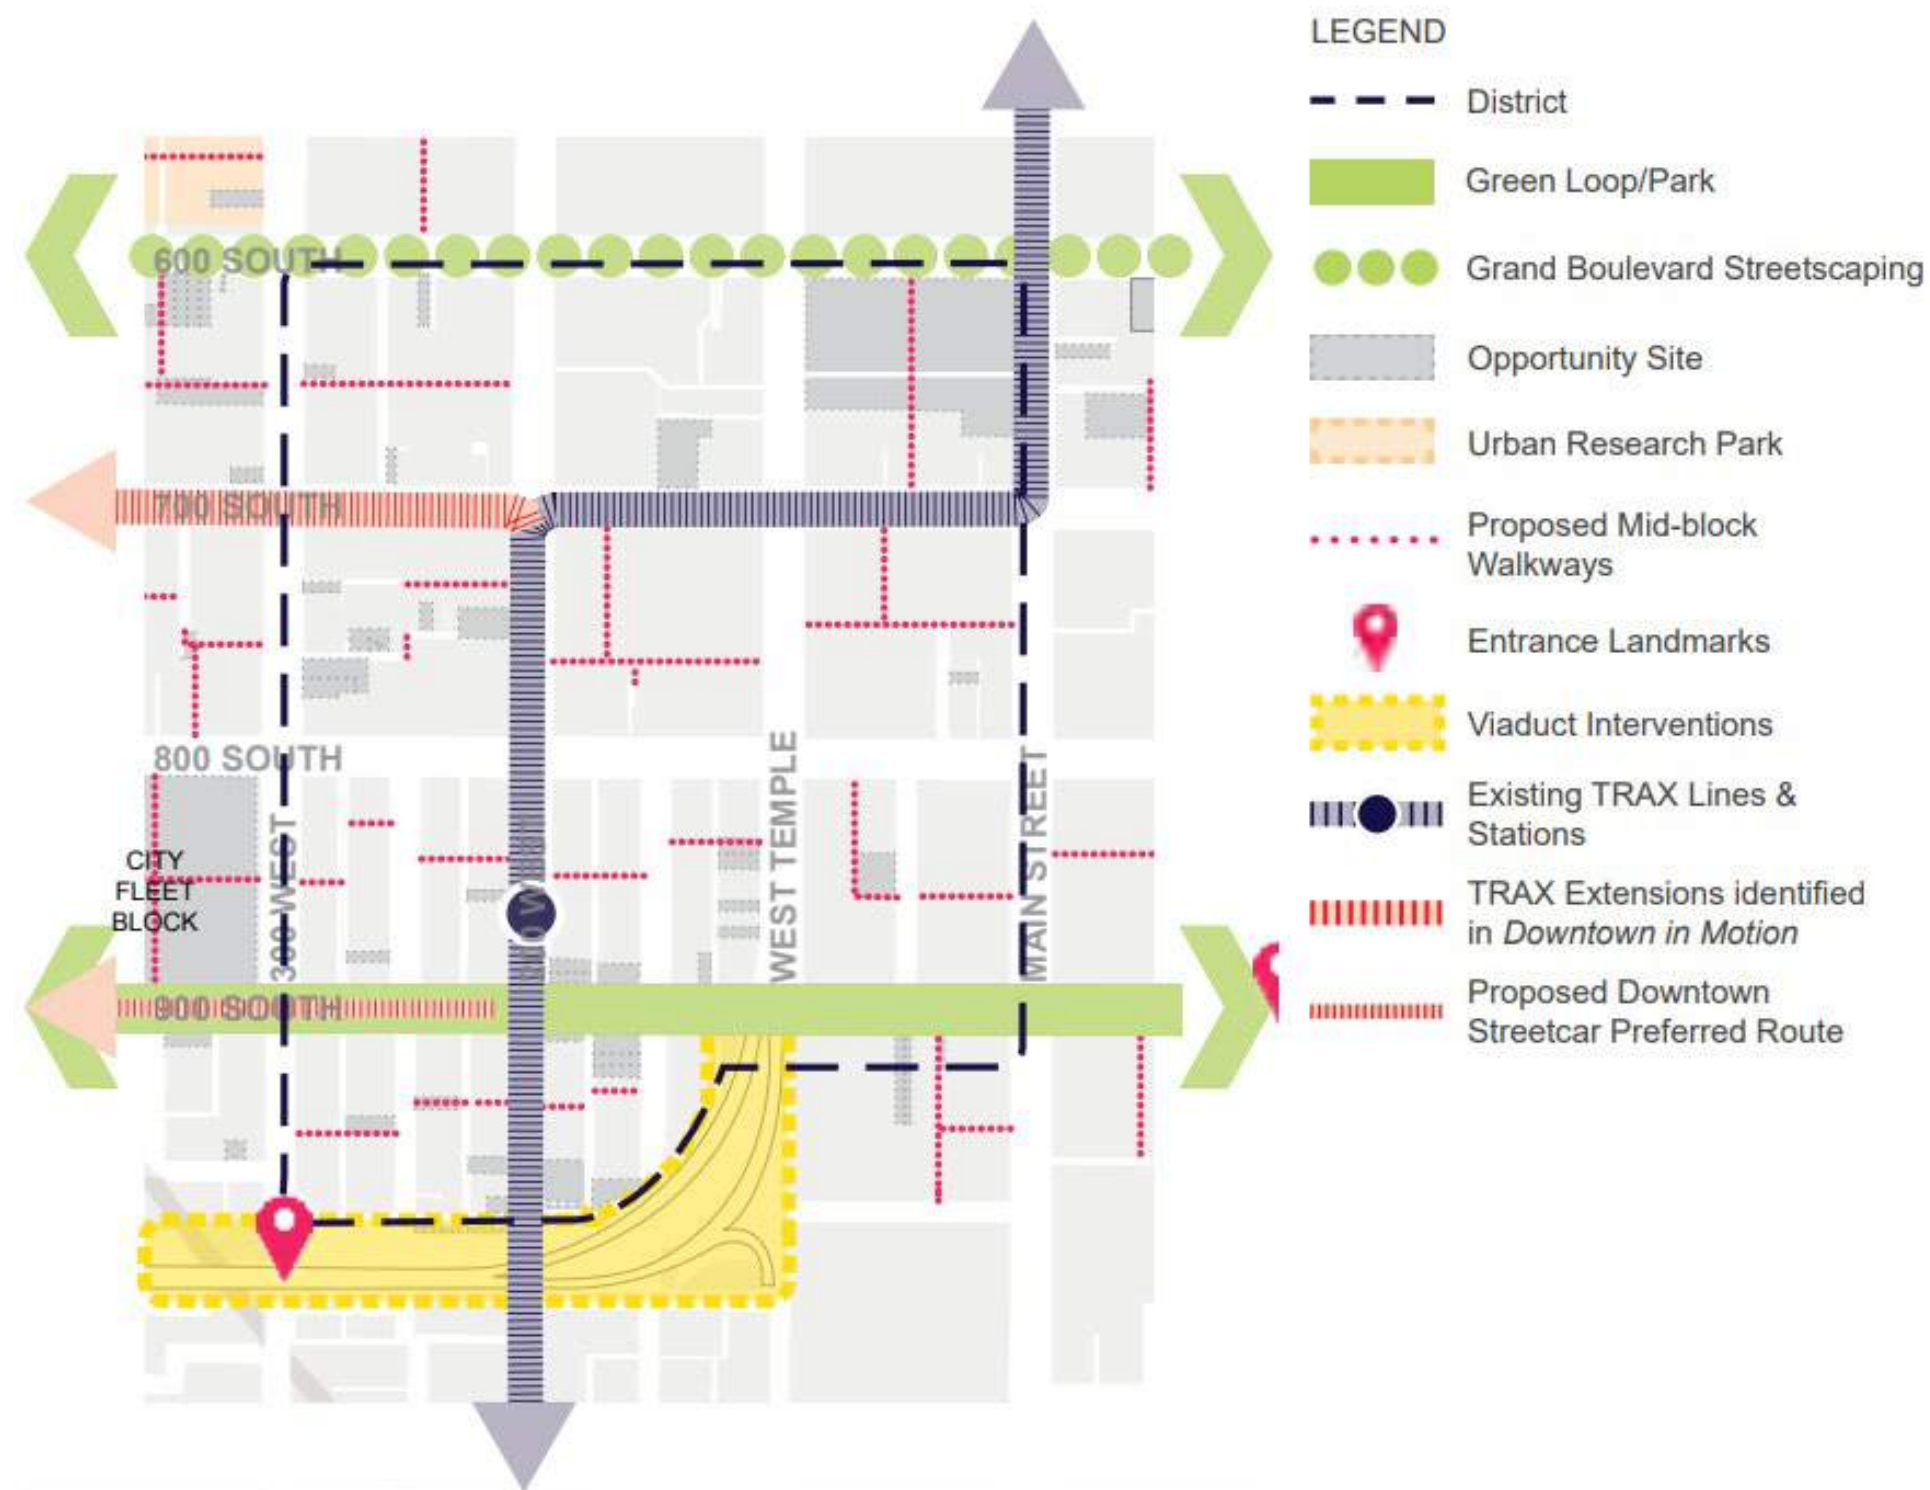 LEGEND
District
Green Loop/Park
Grand Boulevard Streetscaping
Opportunity Site
Urban Research Park
Proposed Mid-block
Walkways
Entrance Landmarks
Viaduct Interventions
Existing TRAX Lines &
Stations
TRAX Extensions identified
in Downtown in Motion
Proposed Downtown
Streetcar Preferred Route
600 SOUTH
700 SOUTH
800 SOUTH
CITY
FLEET
BLOCK
300 WEST
WEST TEMPLE
MAIN STREET
900 SOUTH